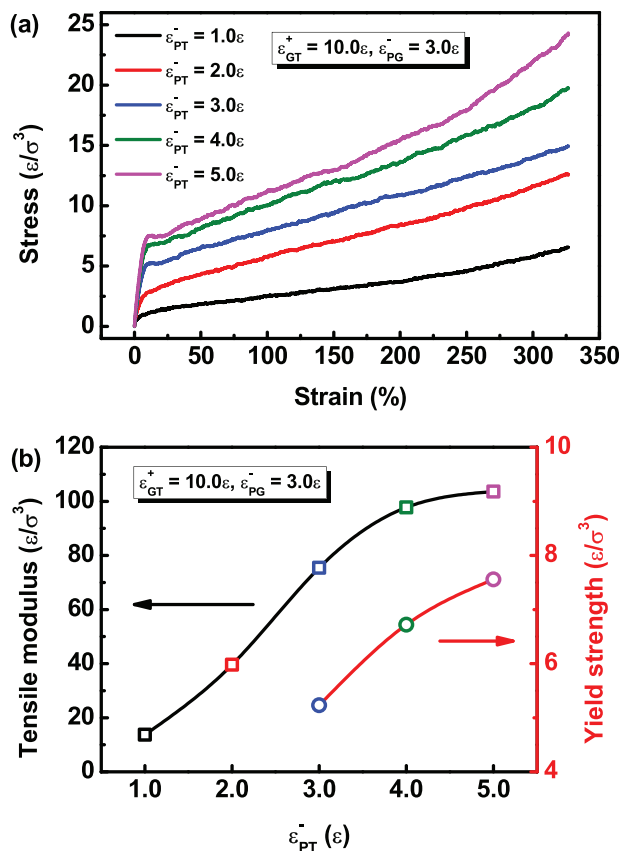 (a)
25
20
15
10
5
0
Stress (ε/σ³)
ε⁻PT = 1.0ε
ε⁻PT = 2.0ε
ε⁻PT = 3.0ε
ε⁻PT = 4.0ε
ε⁻PT = 5.0ε
ε⁺GT = 10.0ε, ε⁻PG = 3.0ε
0 50 100 150 200 250 300 350
Strain (%)
(b)
120
100
80
60
40
20
0
Tensile modulus (ε/σ³)
ε⁺GT = 10.0ε, ε⁻PG = 3.0ε
10
8
6
4
Yield strength (ε/σ³)
1.0 2.0 3.0 4.0 5.0
ε⁻PT (ε)